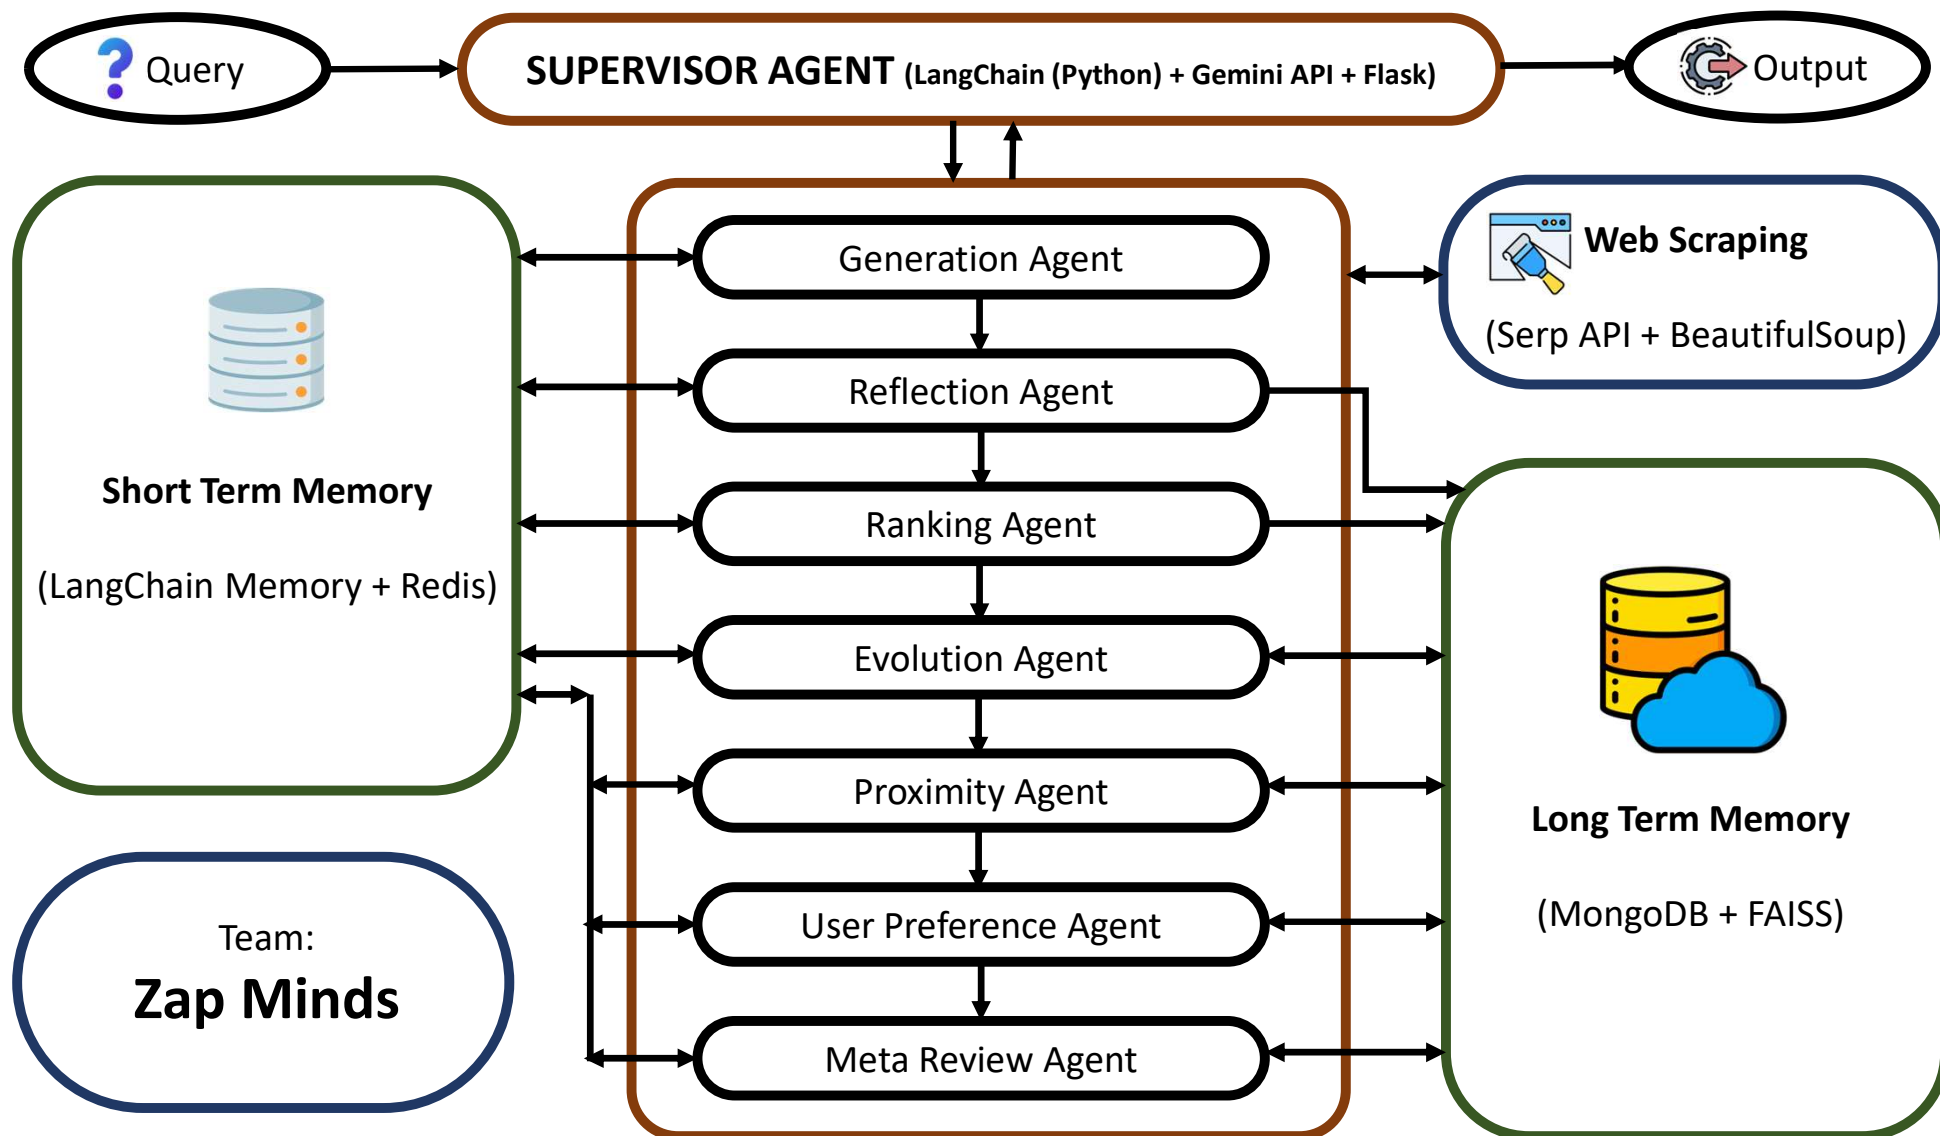 Query
SUPERVISOR AGENT (LangChain (Python) + Gemini API + Flask)
Output
Short Term Memory
(LangChain Memory + Redis)
Generation Agent
Reflection Agent
Ranking Agent
Evolution Agent
Proximity Agent
User Preference Agent
Meta Review Agent
Web Scraping
(Serp API + BeautifulSoup)
Long Term Memory
(MongoDB + FAISS)
Team:
Zap Minds